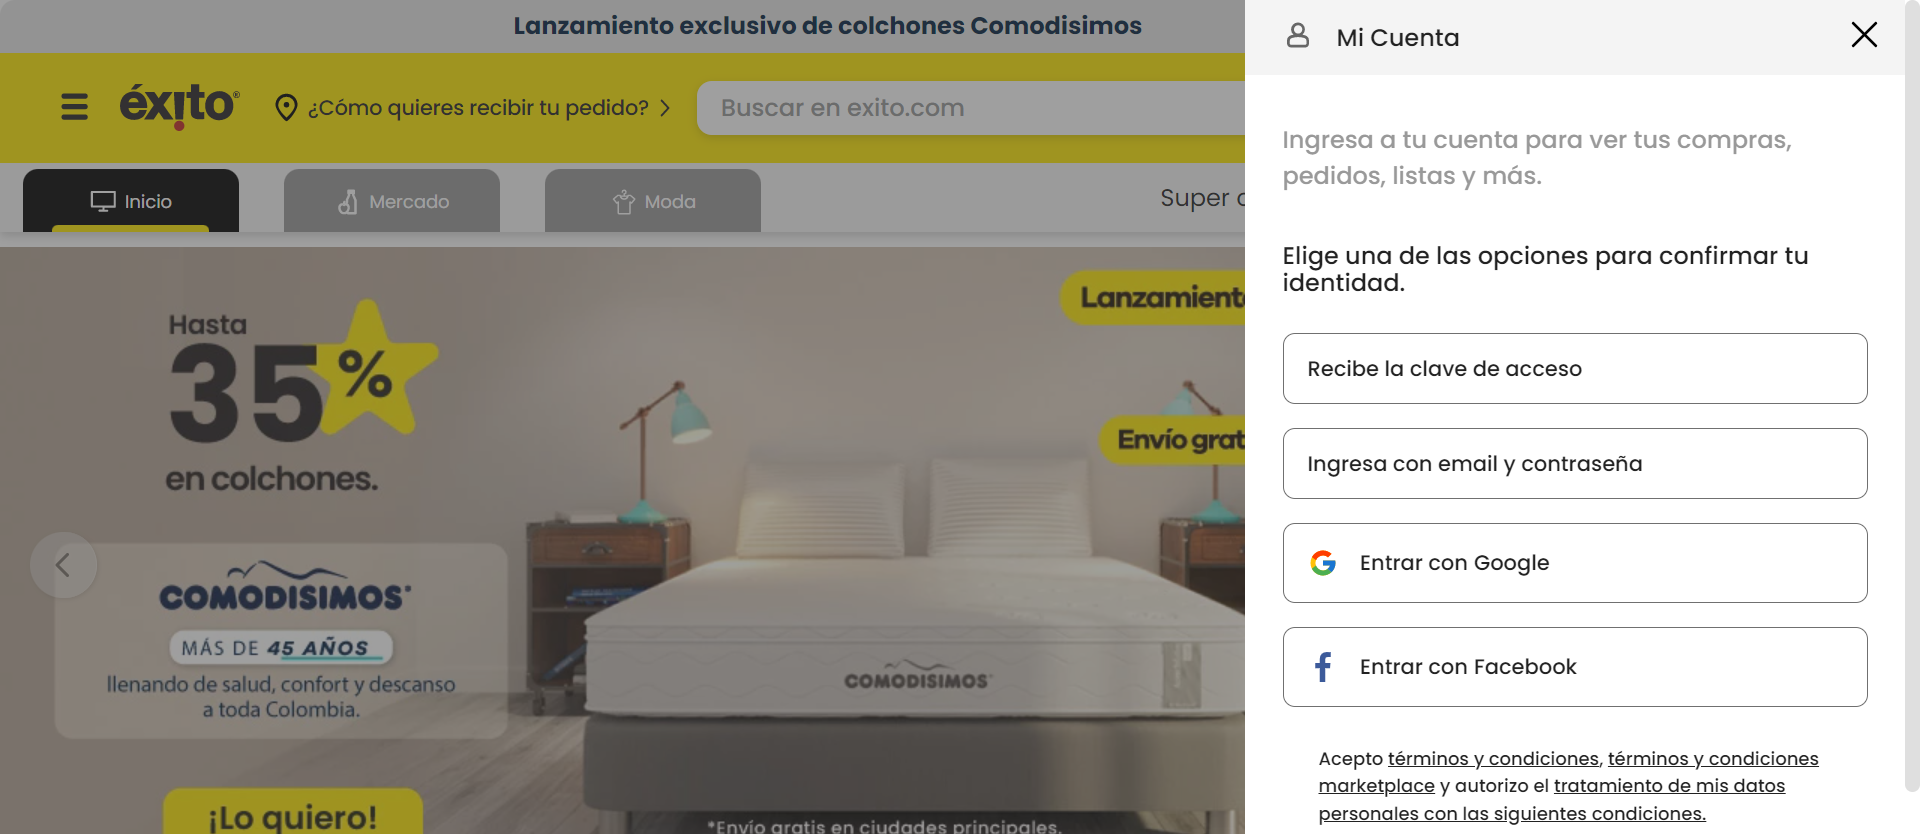 Lanzamiento exclusivo de colchones Comodisimos
éxito®
¿Cómo quieres recibir tu pedido?
Buscar en exito.com
Inicio
Mercado
Moda
Super
Hasta
35%
en colchones.
COMODISIMOS
MÁS DE 45 AÑOS
llenando de salud, confort y descanso
a toda Colombia.
¡Lo quiero!
Lanzamient
Envío grat
COMODISIMOS
*Envío gratis en ciudades principales.
Mi Cuenta
Ingresa a tu cuenta para ver tus compras,
pedidos, listas y más.
Elige una de las opciones para confirmar tu
identidad.
Recibe la clave de acceso
Ingresa con email y contraseña
Entrar con Google
Entrar con Facebook
Acepto términos y condiciones, términos y condiciones
marketplace y autorizo el tratamiento de mis datos
personales con las siguientes condiciones.